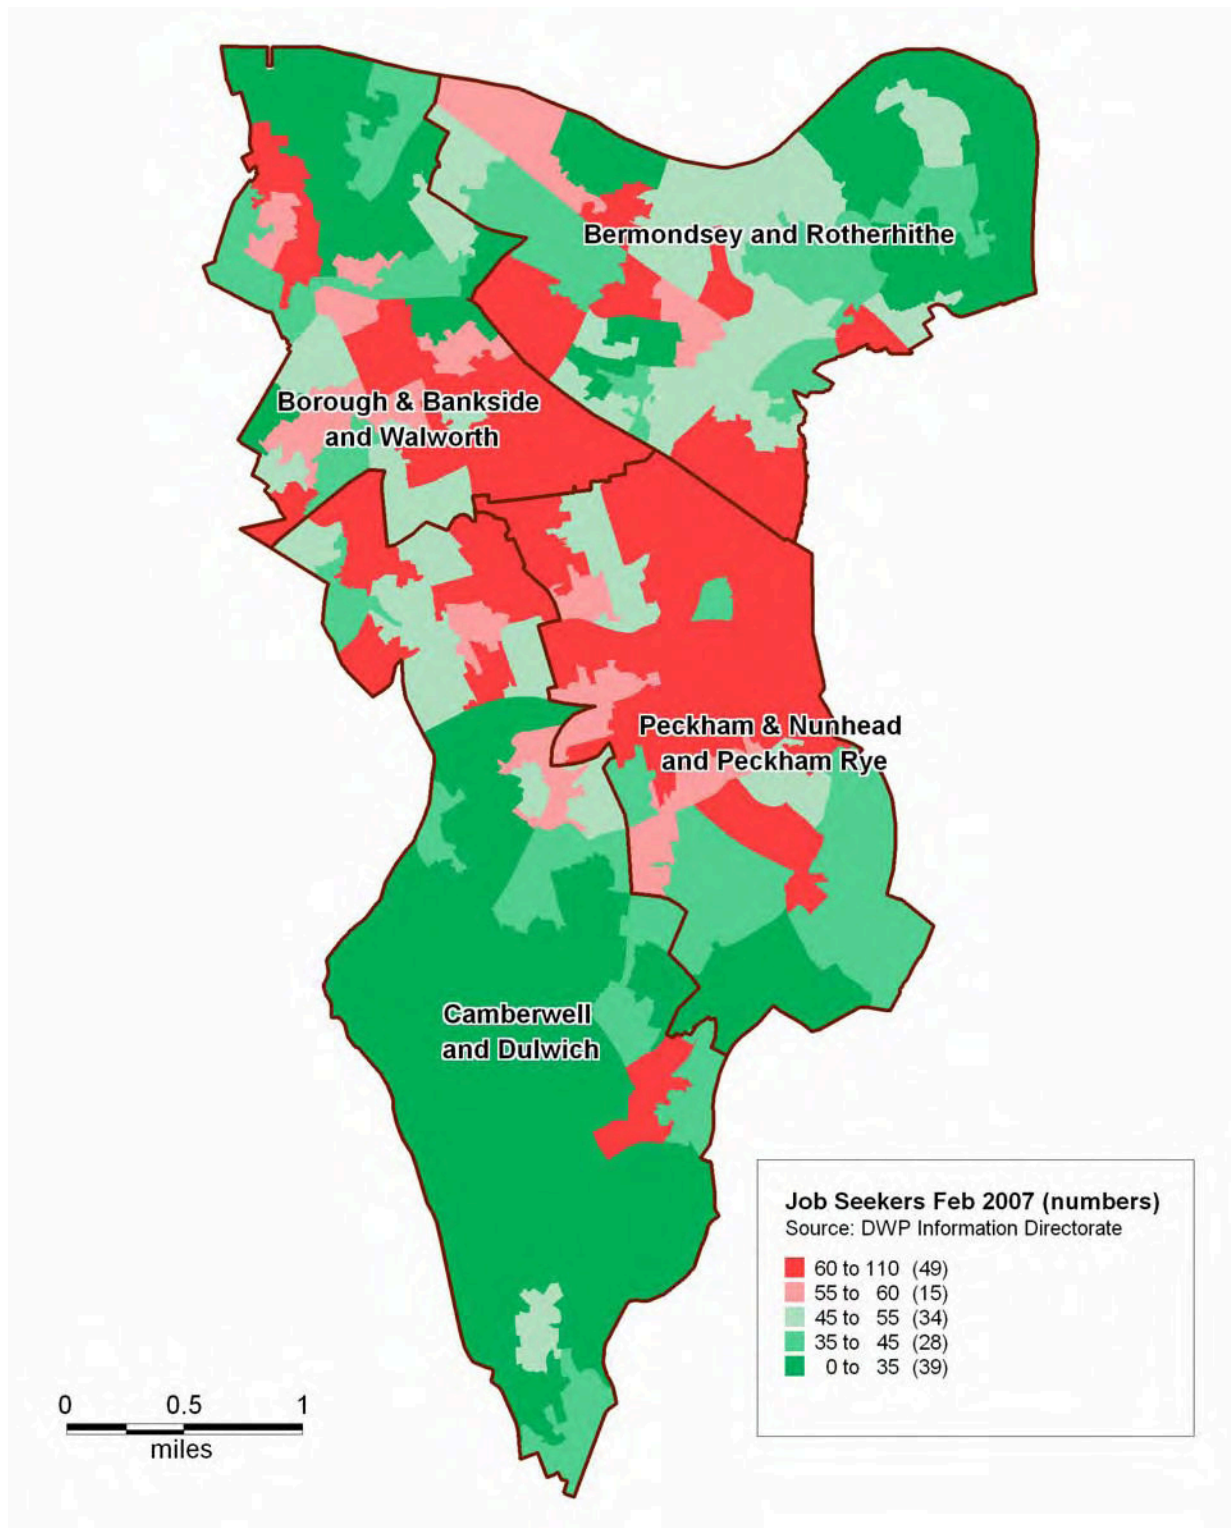 Bermondsey and Rotherhithe
Borough & Bankside
and Walworth
Peckham & Nunhead
and Peckham Rye
Camberwell
and Dulwich
Job Seekers Feb 2007 (numbers)
Source: DWP Information Directorate
60 to 110 (49)
55 to 60 (15)
45 to 55 (34)
35 to 45 (28)
0 to 35 (39)
0 0.5 1
miles